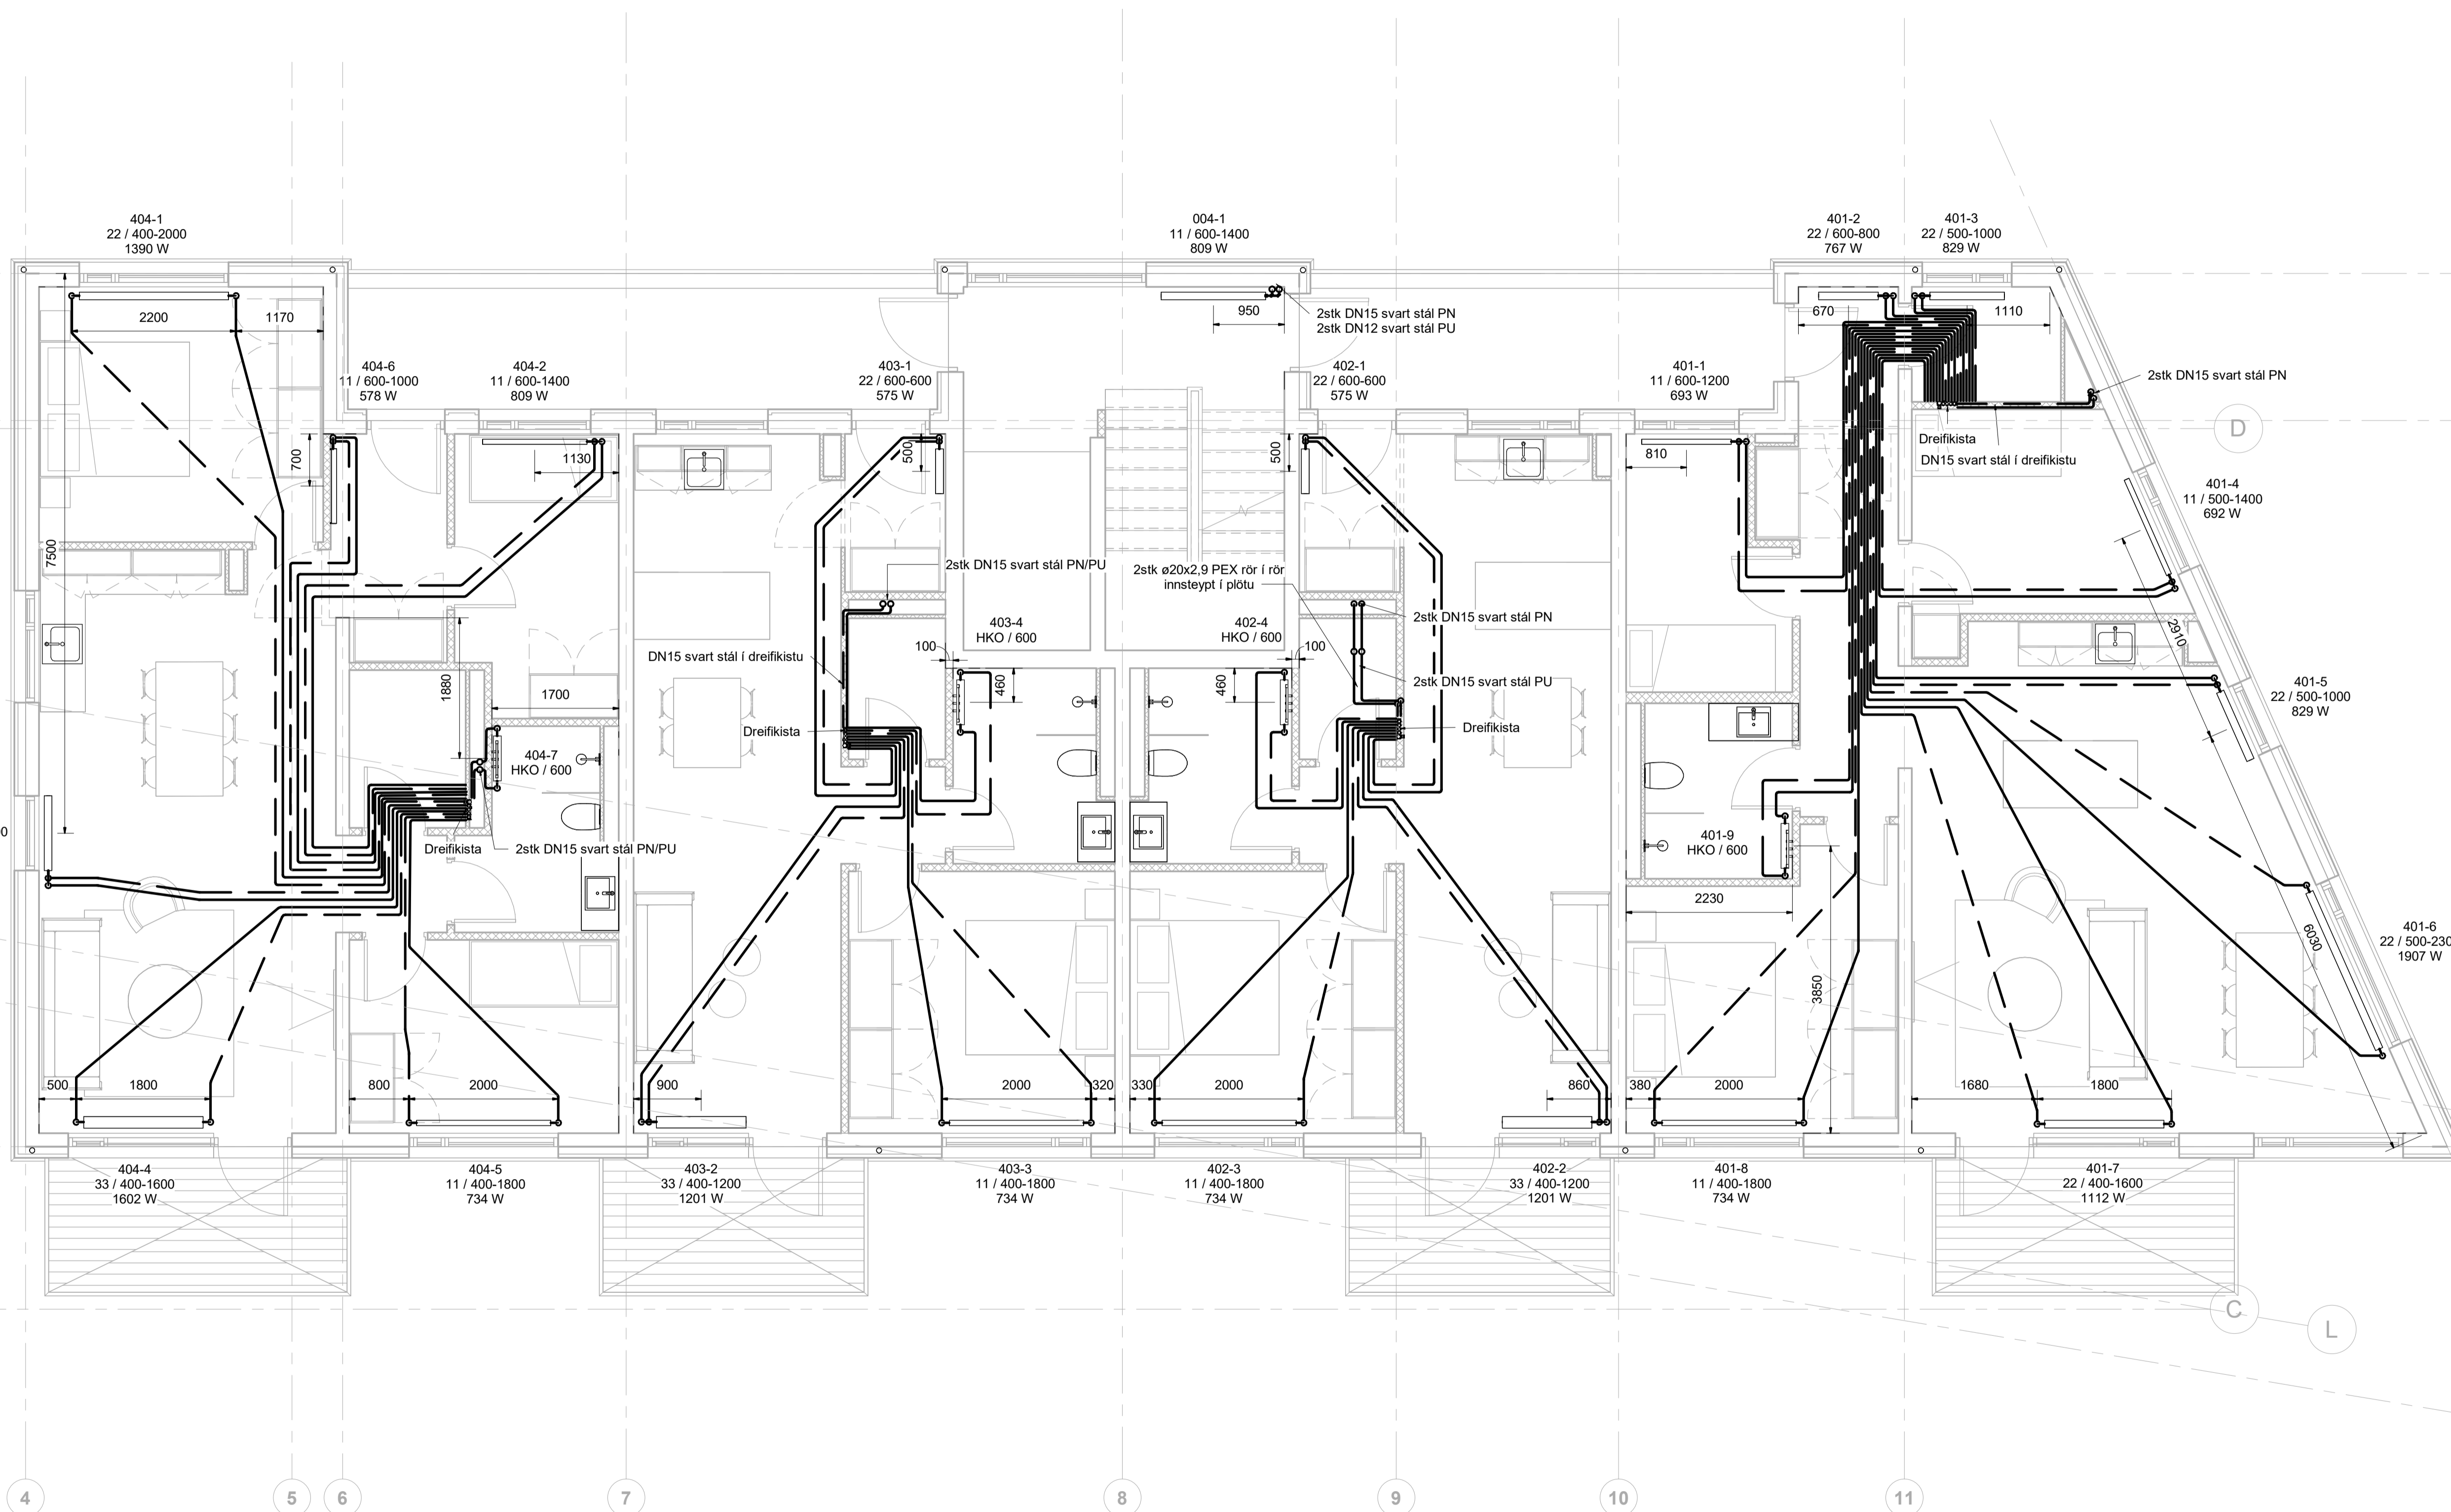 404-1
22 / 400-2000
1390 W
004-1
11 / 600-1400
809 W
401-2
22 / 600-800
767 W
401-3
22 / 500-1000
829 W
2200
1170
950
2stk DN15 svart stál PN
2stk DN12 svart stál PU
670
1110
404-6
11 / 600-1000
578 W
404-2
11 / 600-1400
809 W
403-1
22 / 600-600
575 W
402-1
22 / 600-600
575 W
401-1
11 / 600-1200
693 W
2stk DN15 svart stál PN
D
Dreifikista
DN15 svart stál í dreifikistu
700
1130
500
500
810
401-4
11 / 500-1400
692 W
7500
2stk DN15 svart stál PN/PU
2stk ø20x2,9 PEX rör í rör
innsteypt í plötu
2stk DN15 svart stál PN
403-4
HKO / 600
402-4
HKO / 600
2910
100
100
DN15 svart stál í dreifikistu
1880
1700
460
460
2stk DN15 svart stál PU
401-5
22 / 500-1000
829 W
Dreifikista
Dreifikista
404-7
HKO / 600
0
Dreifikista
2stk DN15 svart stál PN/PU
401-9
HKO / 600
2230
6030
401-6
22 / 500-230
1907 W
3850
500
1800
800
2000
900
2000
320
330
2000
860
380
2000
1680
1800
404-4
33 / 400-1600
1602 W
404-5
11 / 400-1800
734 W
403-2
33 / 400-1200
1201 W
403-3
11 / 400-1800
734 W
402-3
11 / 400-1800
734 W
402-2
33 / 400-1200
1201 W
401-8
11 / 400-1800
734 W
401-7
22 / 400-1600
1112 W
C
L
4
5
6
7
8
9
10
11